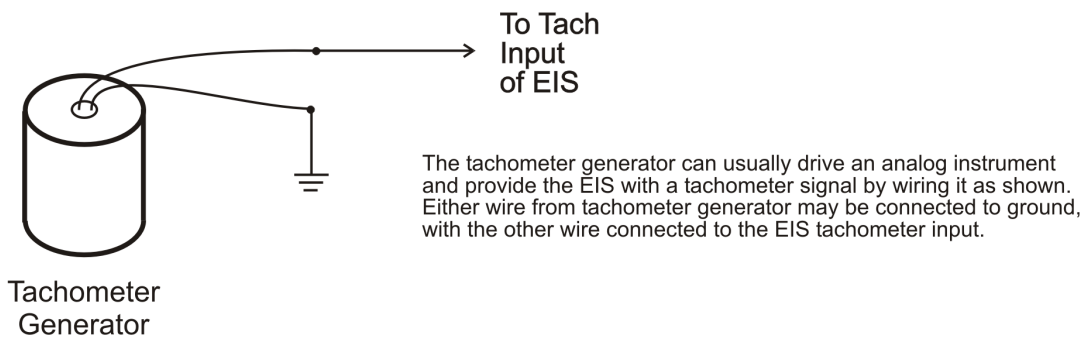 To Tach
Input
of EIS
The tachometer generator can usually drive an analog instrument
and provide the EIS with a tachometer signal by wiring it as shown.
Either wire from tachometer generator may be connected to ground,
with the other wire connected to the EIS tachometer input.
Tachometer
Generator